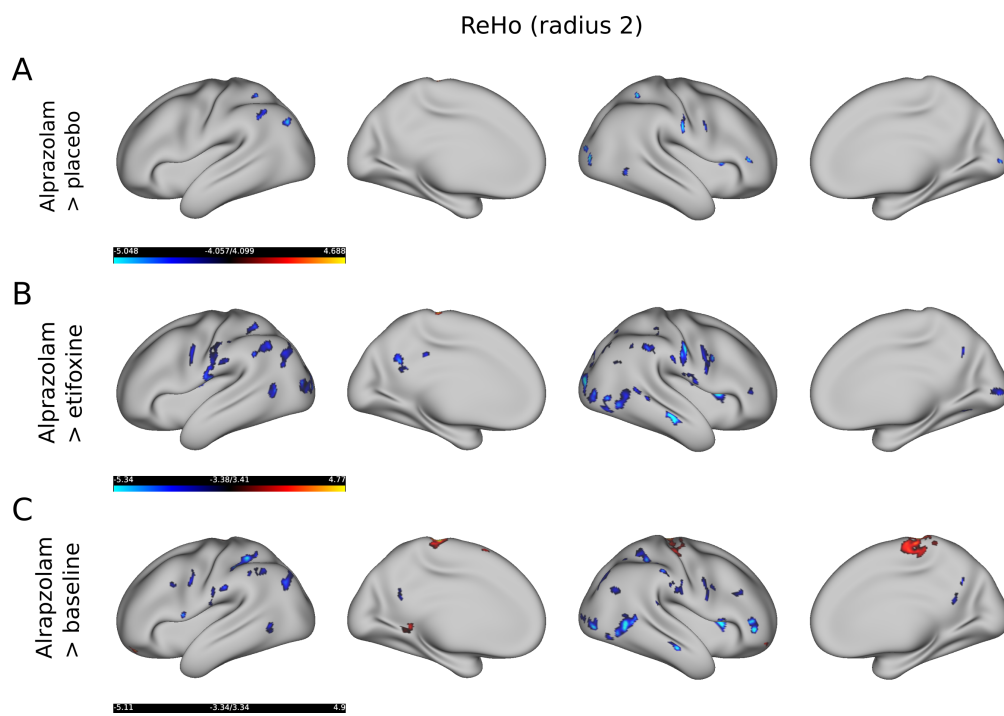 ReHo (radius 2)
A
Alprazolam
> placebo
-5.048 -4.057/4.099 4.688
B
Alprazolam
> etifoxine
-5.34 -3.38/3.41 4.77
C
Alrapzolam
> baseline
-5.11 -3.34/3.34 4.9